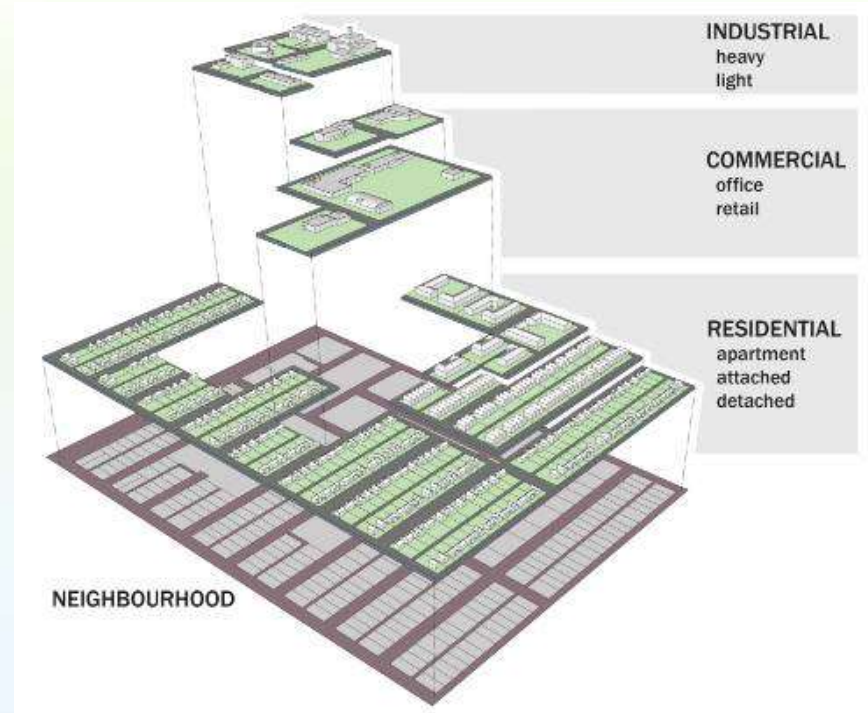 INDUSTRIAL
heavy
light
COMMERCIAL
office
retail
RESIDENTIAL
apartment
attached
detached
NEIGHBOURHOOD